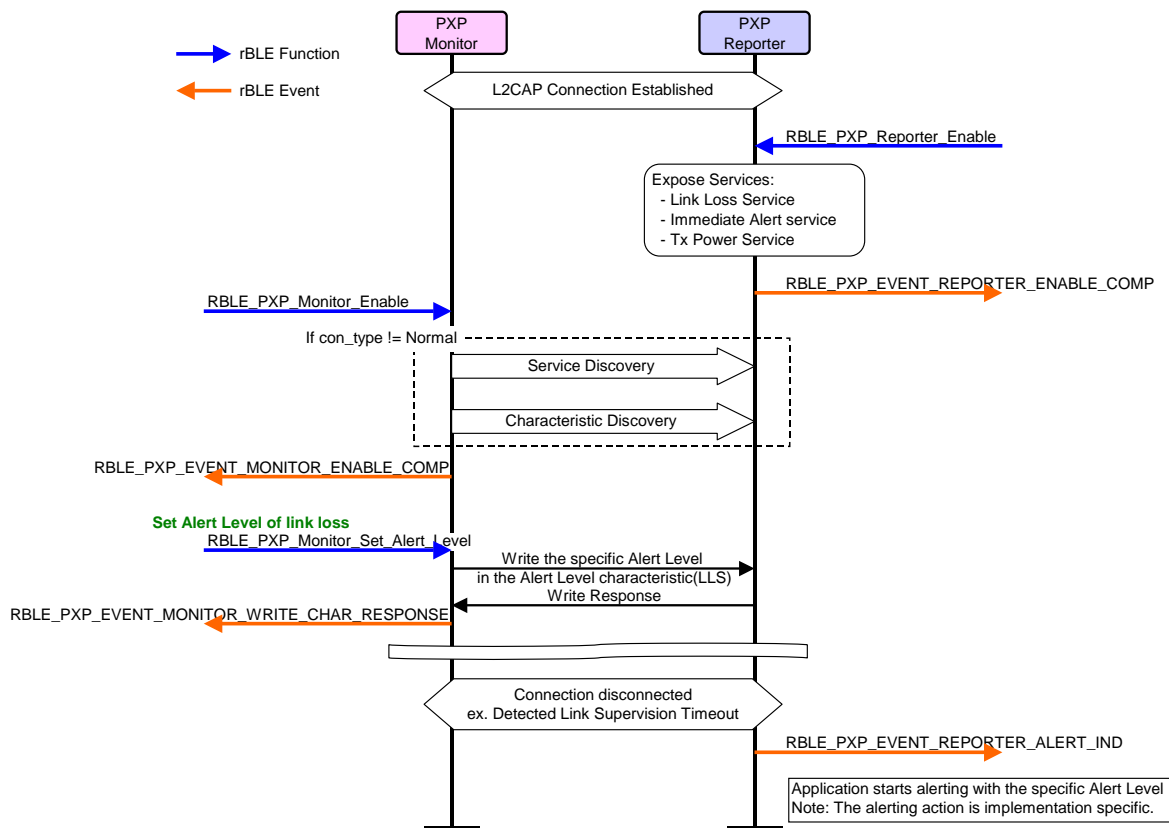 PXP
Monitor
PXP
Reporter
rBLE Function
rBLE Event
L2CAP Connection Established
RBLE_PXP_Reporter_Enable
Expose Services:
- Link Loss Service
- Immediate Alert service
- Tx Power Service
RBLE_PXP_EVENT_REPORTER_ENABLE_COMP
RBLE_PXP_Monitor_Enable
If con_type != Normal
Service Discovery
Characteristic Discovery
RBLE_PXP_EVENT_MONITOR_ENABLE_COMP
Set Alert Level of link loss
RBLE_PXP_Monitor_Set_Alert_Level
Write the specific Alert Level
in the Alert Level characteristic(LLS)
Write Response
RBLE_PXP_EVENT_MONITOR_WRITE_CHAR_RESPONSE
Connection disconnected
ex. Detected Link Supervision Timeout
RBLE_PXP_EVENT_REPORTER_ALERT_IND
Application starts alerting with the specific Alert Level
Note: The alerting action is implementation specific.